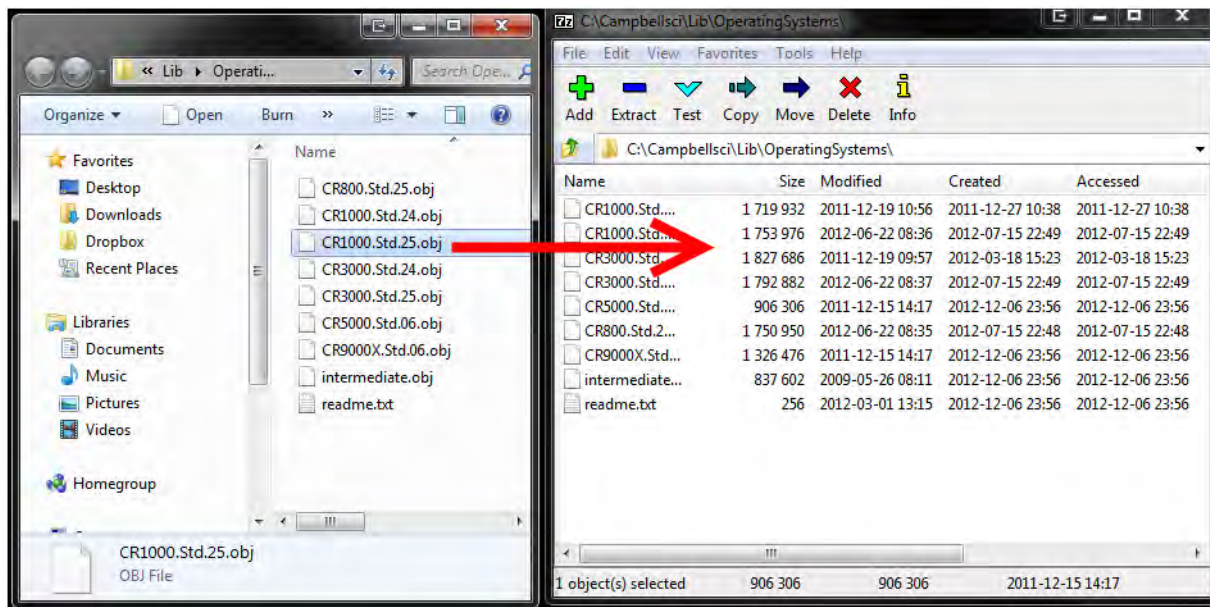 C:\Campbellsci\Lib\OperatingSystems\
« Lib ▸ Operati...
Search Ope...
Organize ▾ Open Burn »
Favorites
Desktop
Downloads
Dropbox
Recent Places
Libraries
Documents
Music
Pictures
Videos
Homegroup
Name
CR800.Std.25.obj
CR1000.Std.24.obj
CR1000.Std.25.obj
CR3000.Std.24.obj
CR3000.Std.25.obj
CR5000.Std.06.obj
CR9000X.Std.06.obj
intermediate.obj
readme.txt
CR1000.Std.25.obj
OBJ File
File Edit View Favorites Tools Help
Add Extract Test Copy Move Delete Info
C:\Campbellsci\Lib\OperatingSystems\
Name Size Modified Created Accessed
CR1000.Std.... 1 719 932 2011-12-19 10:56 2011-12-27 10:38 2011-12-27 10:38
CR1000.Std.... 1 753 976 2012-06-22 08:36 2012-07-15 22:49 2012-07-15 22:49
CR3000.Std.... 1 827 686 2011-12-19 09:57 2012-03-18 15:23 2012-03-18 15:23
CR3000.Std.... 1 792 882 2012-06-22 08:37 2012-07-15 22:49 2012-07-15 22:49
CR5000.Std.... 906 306 2011-12-15 14:17 2012-12-06 23:56 2012-12-06 23:56
CR800.Std.2... 1 750 950 2012-06-22 08:35 2012-07-15 22:48 2012-07-15 22:48
CR9000X.Std... 1 326 476 2011-12-15 14:17 2012-12-06 23:56 2012-12-06 23:56
intermediate... 837 602 2009-05-26 08:11 2012-12-06 23:56 2012-12-06 23:56
readme.txt 256 2012-03-01 13:15 2012-12-06 23:56 2012-12-06 23:56
1 object(s) selected 906 306 906 306 2011-12-15 14:17